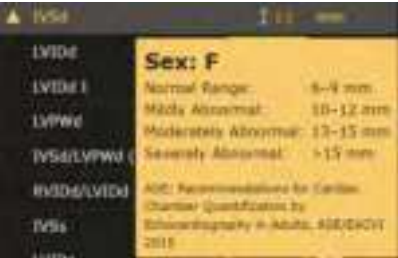 IVSd mm
LVIDd
LVIDd I
LVPWd
IVSd/LVPWd (
RVIDd/LVIDd
IVSs
LVIDs
Sex: F
Normal Range: 6-9 mm
Mildly Abnormal: 10-12 mm
Moderately Abnormal: 13-15 mm
Severely Abnormal: >15 mm
ASE: Recommendations for Cardiac
Chamber Quantification by
Echocardiography in Adults, ASE/EACVI
2015